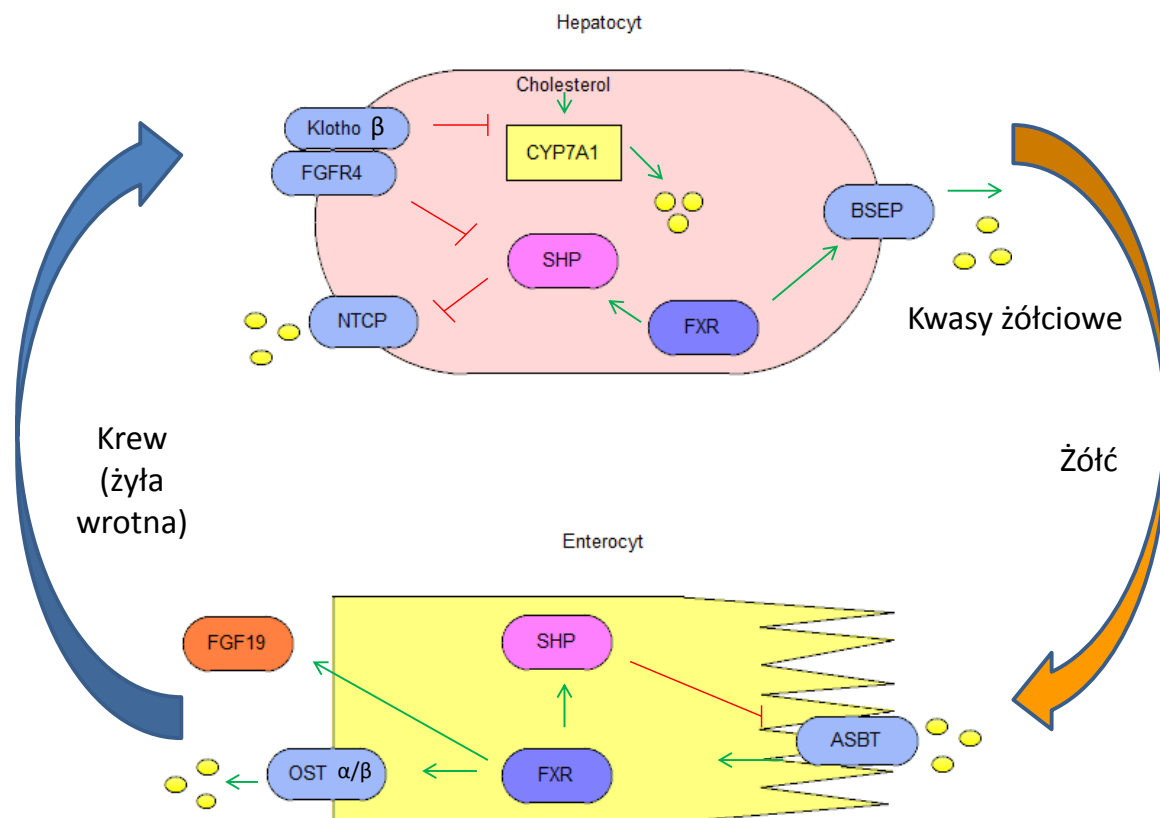 Hepatocyt
Cholesterol
Klotho β
CYP7A1
FGFR4
BSEP
SHP
NTCP
FXR
Kwasy żółciowe
Krew
(żyła
wrotna)
Żółć
Enterocyt
FGF19
SHP
ASBT
OST α/β
FXR